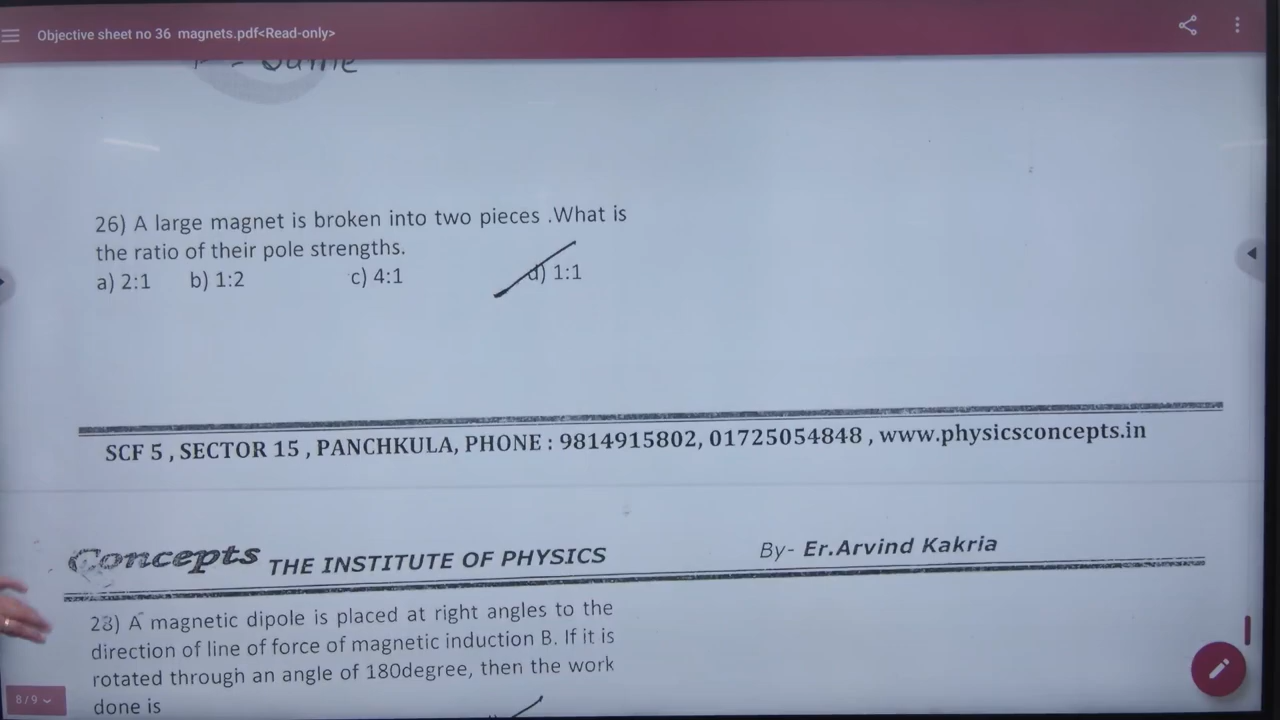 Objective sheet no 36 magnets.pdf<Read-only>
26) A large magnet is broken into two pieces .What is
the ratio of their pole strengths.
a) 2:1 b) 1:2 c) 4:1 d) 1:1
SCF 5 , SECTOR 15 , PANCHKULA, PHONE : 9814915802, 01725054848 , www.physicsconcepts.in
Concepts THE INSTITUTE OF PHYSICS By- Er.Arvind Kakria
28) A magnetic dipole is placed at right angles to the
direction of line of force of magnetic induction B. If it is
rotated through an angle of 180degree, then the work
done is
8/9